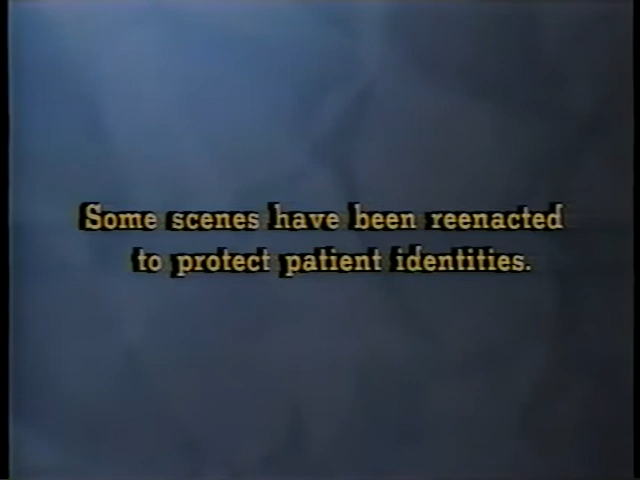 Some scenes have been reenacted
to protect patient identities.